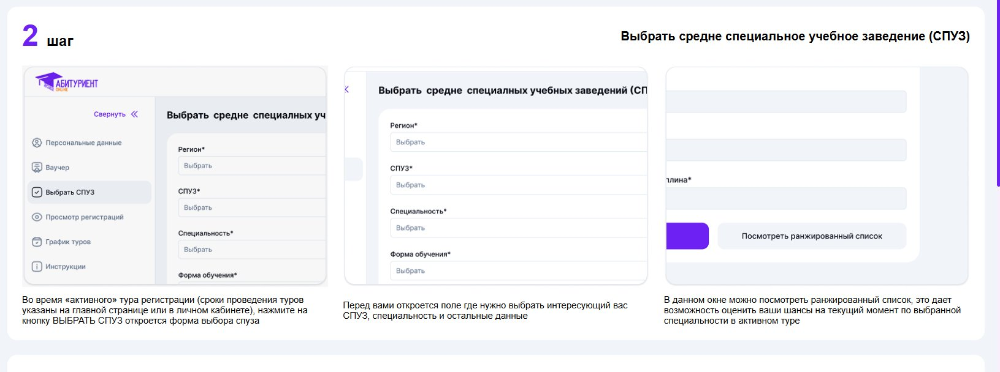 2 шаг
Выбрать средне специальное учебное заведение (СПУЗ)
АБИТУРИЕНТ
ONLINE
Свернуть
Персональные данные
Ваучер
Выбрать СПУЗ
Просмотр регистраций
График туров
Инструкции
Выбрать средне специалных уч
Регион*
Выбрать
СПУЗ*
Выбрать
Специальность*
Выбрать
Форма обучения*
Во время «активного» тура регистрации (сроки проведения туров
указаны на главной странице или в личном кабинете), нажмите на
кнопку ВЫБРАТЬ СПУЗ откроется форма выбора спуза
Выбрать средне специалных учебных заведений (СП
Регион*
Выбрать
СПУЗ*
Выбрать
Специальность*
Выбрать
Форма обучения*
Выбрать
Перед вами откроется поле где нужно выбрать интересующий вас
СПУЗ, специальность и остальные данные
плина*
Посмотреть ранжированный список
В данном окне можно посмотреть ранжированный список, это дает
возможность оценить ваши шансы на текущий момент по выбранной
специальности в активном туре